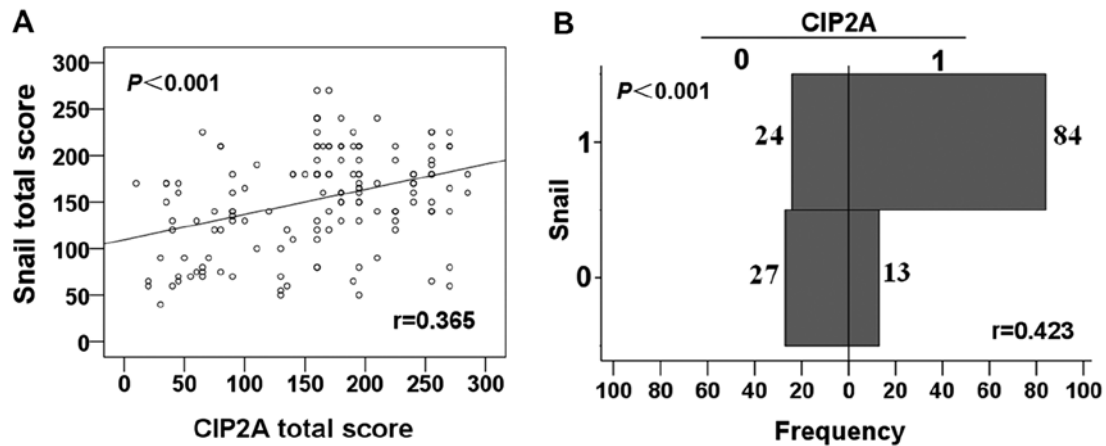 A
Snail total score
300
250
200
150
100
50
0
P<0.001
r=0.365
0 50 100 150 200 250 300
CIP2A total score
B
CIP2A
0 1
P<0.001
Snail
1
0
24 84
27 13
r=0.423
100 80 60 40 20 0 20 40 60 80 100
Frequency